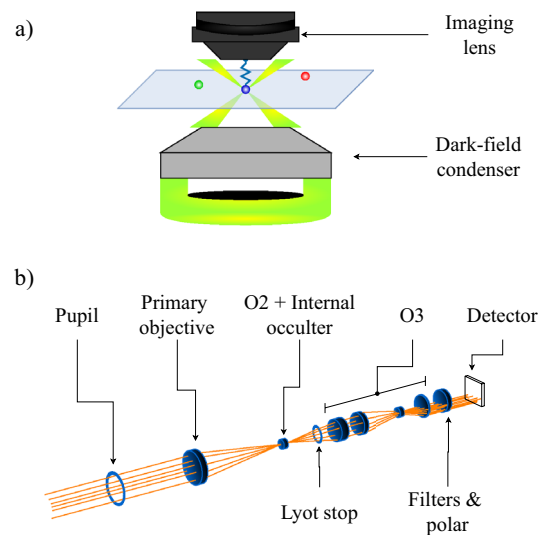 a)
Imaging
lens
Dark-field
condenser
b)
Pupil
Primary
objective
O2 + Internal
occulter
O3
Detector
Lyot stop
Filters &
polar